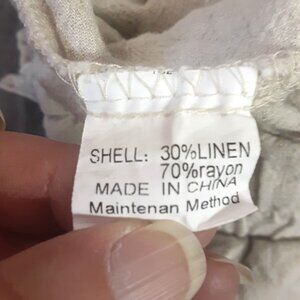 SHELL: 30%LINEN
70%rayon
MADE IN CHINA
Maintenan Method